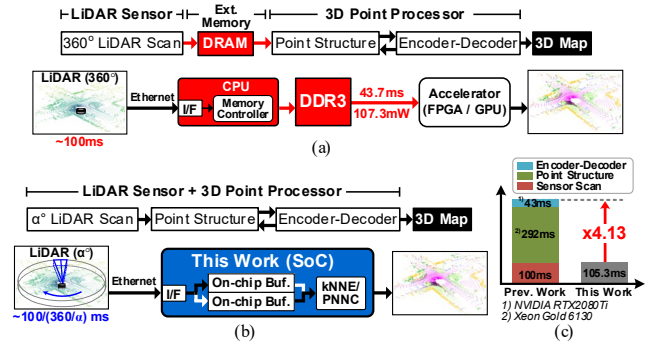 LiDAR Sensor
Ext.
Memory
3D Point Processor
360° LiDAR Scan
DRAM
Point Structure
Encoder-Decoder
3D Map
LiDAR (360°)
~100ms
Ethernet
CPU
I/F
Memory
Controller
DDR3
43.7ms
107.3mW
Accelerator
(FPGA / GPU)
(a)
LiDAR Sensor + 3D Point Processor
α° LiDAR Scan
Point Structure
Encoder-Decoder
3D Map
LiDAR (α°)
~100/(360/α) ms
Ethernet
This Work (SoC)
I/F
On-chip Buf.
On-chip Buf.
kNNE/
PNNC
(b)
Encoder-Decoder
Point Structure
Sensor Scan
1)43ms
2)292ms
100ms
x4.13
105.3ms
Prev. Work
This Work
1) NVIDIA RTX2080Ti
2) Xeon Gold 6130
(c)